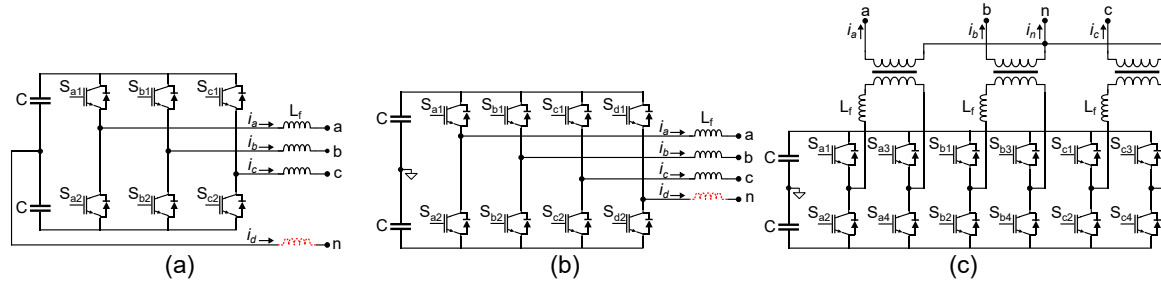 a b n c
i_a i_b i_n i_c
L_f L_f L_f
C S_a1 S_b1 S_c1 L_f
i_a a
i_b b
i_c c
C S_a2 S_b2 S_c2
i_d n
(a)
C S_a1 S_b1 S_c1 S_d1 L_f
i_a a
i_b b
i_c c
i_d n
C S_a2 S_b2 S_c2 S_d2
(b)
C S_a1 S_a3 S_b1 S_b3 S_c1 S_c3
C S_a2 S_a4 S_b2 S_b4 S_c2 S_c4
(c)